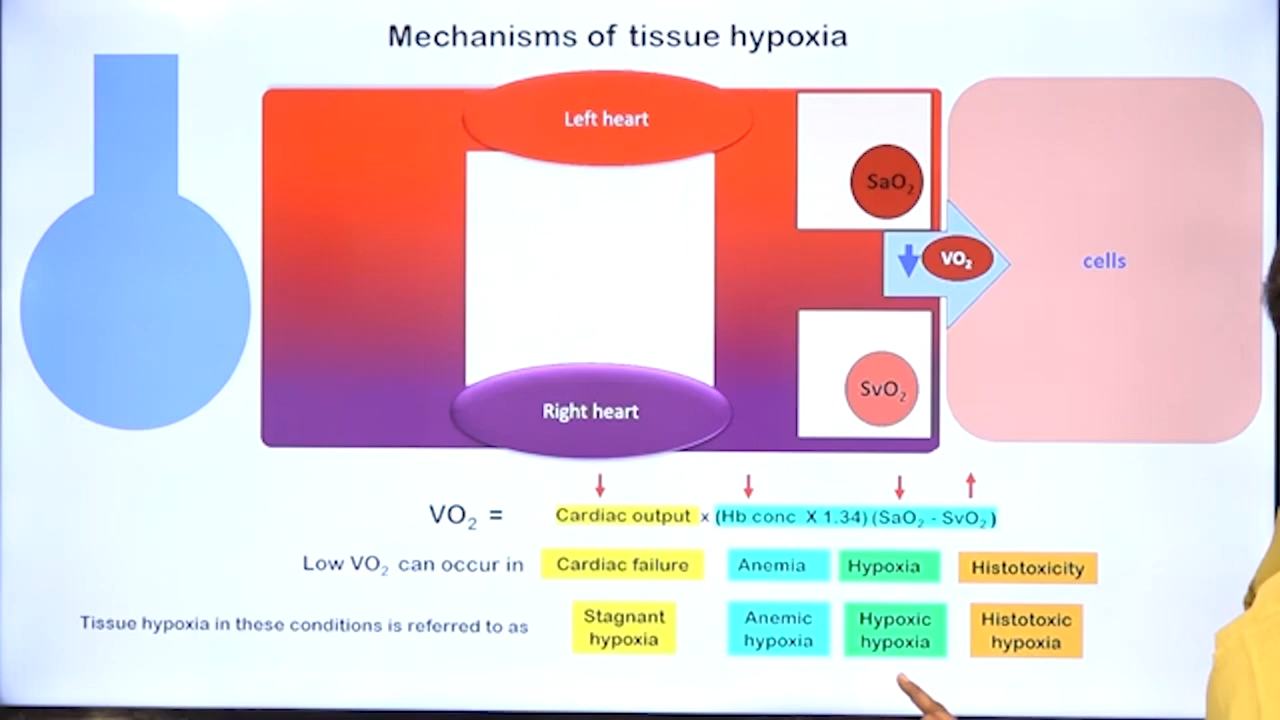 Mechanisms of tissue hypoxia
Left heart
SaO₂
VO₂
cells
SvO₂
Right heart
VO₂ = Cardiac output x (Hb conc X 1.34) (SaO₂ - SvO₂)
Low VO₂ can occur in Cardiac failure Anemia Hypoxia Histotoxicity
Tissue hypoxia in these conditions is referred to as
Stagnant
hypoxia
Anemic
hypoxia
Hypoxic
hypoxia
Histotoxic
hypoxia